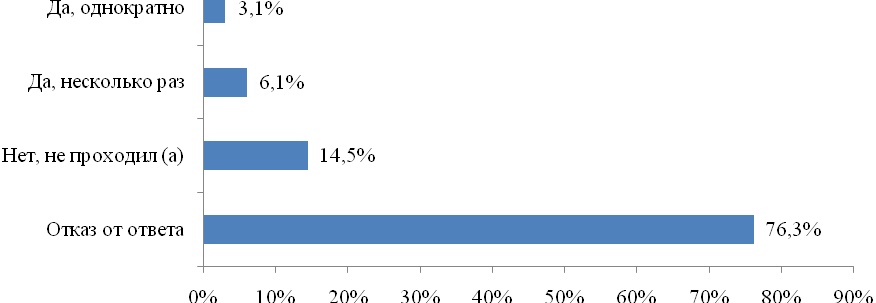 Да, однократно 3,1%
Да, несколько раз 6,1%
Нет, не проходил (а) 14,5%
Отказ от ответа 76,3%
0% 10% 20% 30% 40% 50% 60% 70% 80% 90%